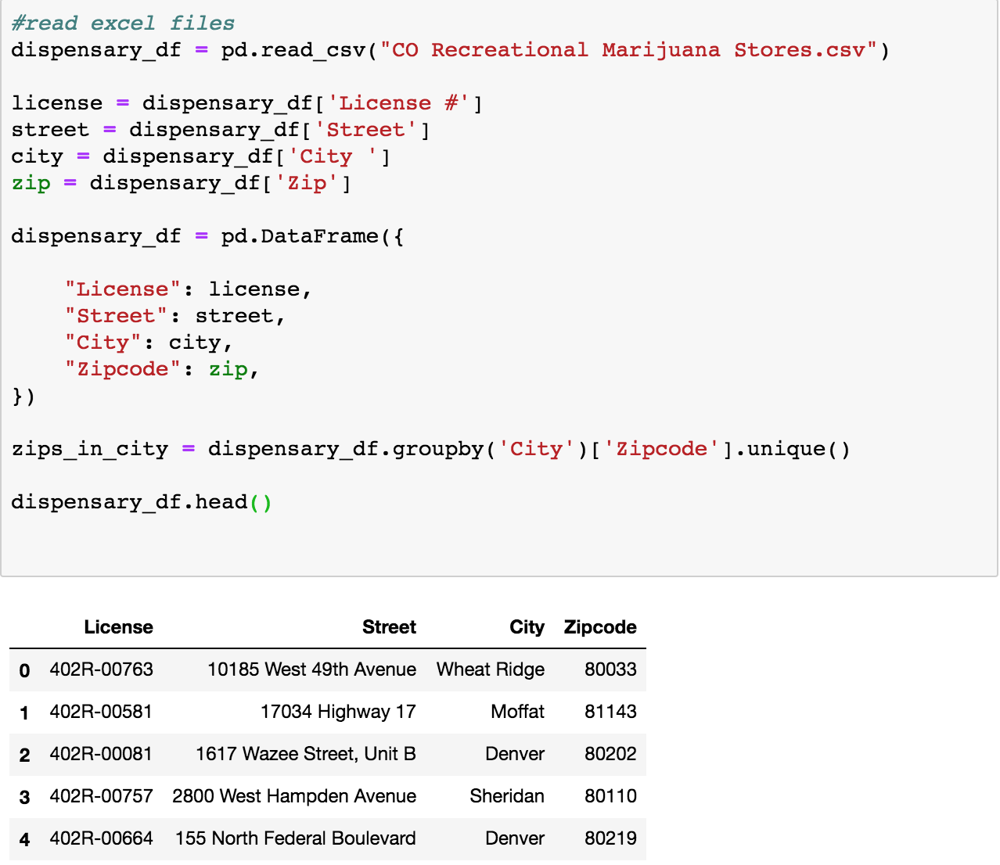 #read excel files
dispensary_df = pd.read_csv("CO Recreational Marijuana Stores.csv")
license = dispensary_df['License #']
street = dispensary_df['Street']
city = dispensary_df['City ']
zip = dispensary_df['Zip']
dispensary_df = pd.DataFrame({
"License": license,
"Street": street,
"City": city,
"Zipcode": zip,
})
zips_in_city = dispensary_df.groupby('City')['Zipcode'].unique()
dispensary_df.head()
License Street City Zipcode
0 402R-00763 10185 West 49th Avenue Wheat Ridge 80033
1 402R-00581 17034 Highway 17 Moffat 81143
2 402R-00081 1617 Wazee Street, Unit B Denver 80202
3 402R-00757 2800 West Hampden Avenue Sheridan 80110
4 402R-00664 155 North Federal Boulevard Denver 80219